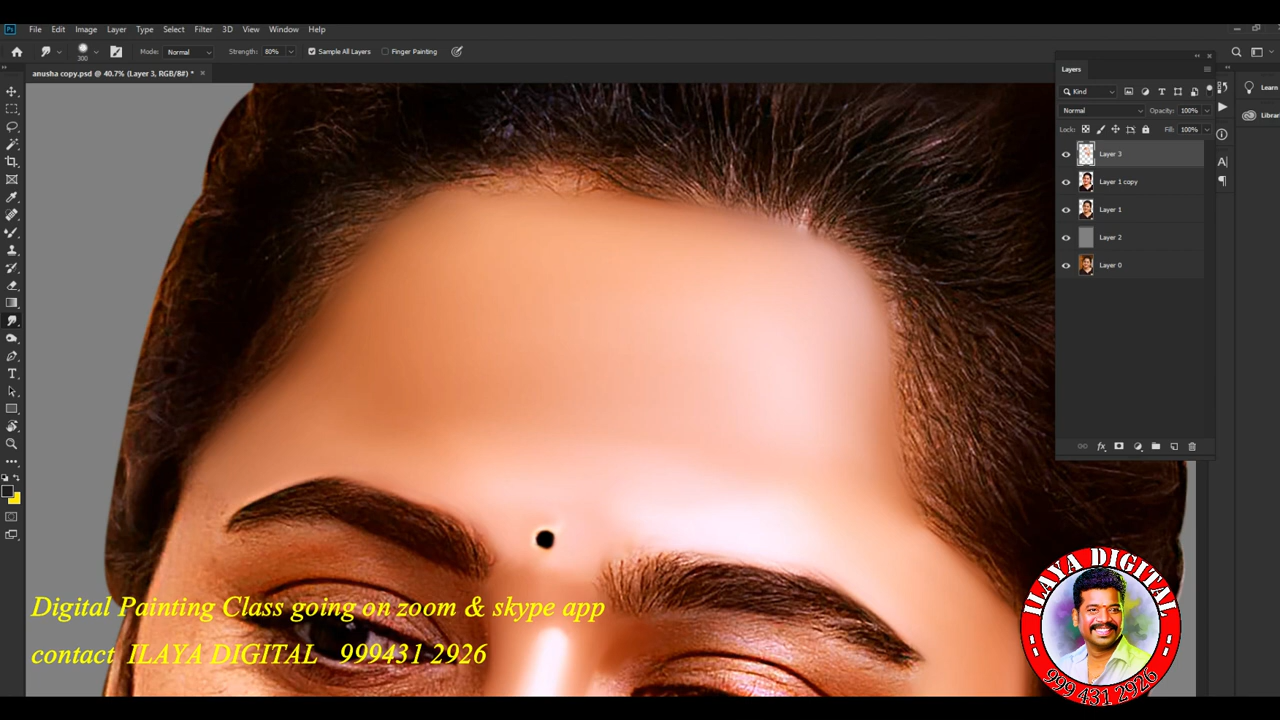 File Edit Image Layer Type Select Filter 3D View Window Help
300 Mode: Normal Strength: 80% Sample All Layers Finger Painting
anusha copy.psd @ 40.7% (Layer 3, RGB/8#) *
Layers
Kind
Normal Opacity: 100%
Lock: Fill: 100%
Layer 3
Layer 1 copy
Layer 1
Layer 2
Layer 0
Learn
Librar
Digital Painting Class going on zoom & skype app
contact ILAYA DIGITAL 999431 2926
ILAYA DIGITAL
999 431 2926